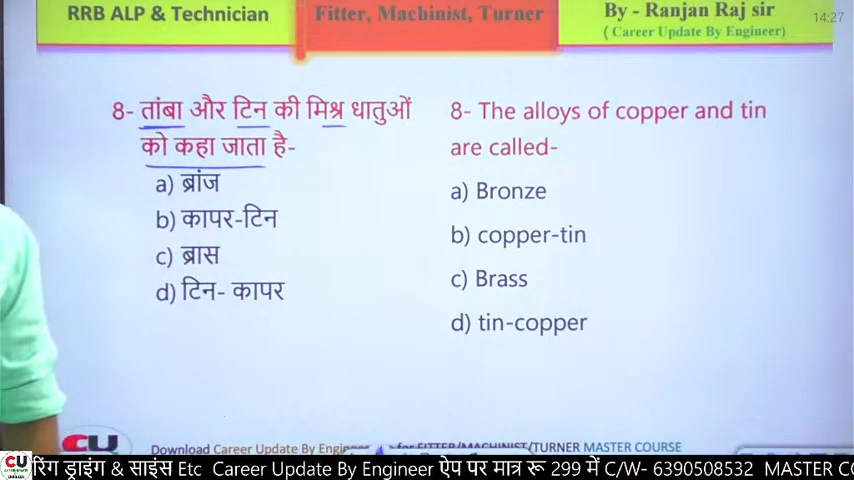 RRB ALP & Technician
Fitter, Machinist, Turner
By - Ranjan Raj sir
( Career Update By Engineer)
14:27
8- तांबा और टिन की मिश्र धातुओं
को कहा जाता है-
a) ब्रांज
b) कापर-टिन
c) ब्रास
d) टिन- कापर
8- The alloys of copper and tin
are called-
a) Bronze
b) copper-tin
c) Brass
d) tin-copper
CU
Download Career Update By Engineer for FITTER/MACHINIST/TURNER MASTER COURSE
CU
रिंग ड्राइंग & साइंस Etc Career Update By Engineer ऐप पर मात्र रू 299 में C/W- 6390508532 MASTER CO